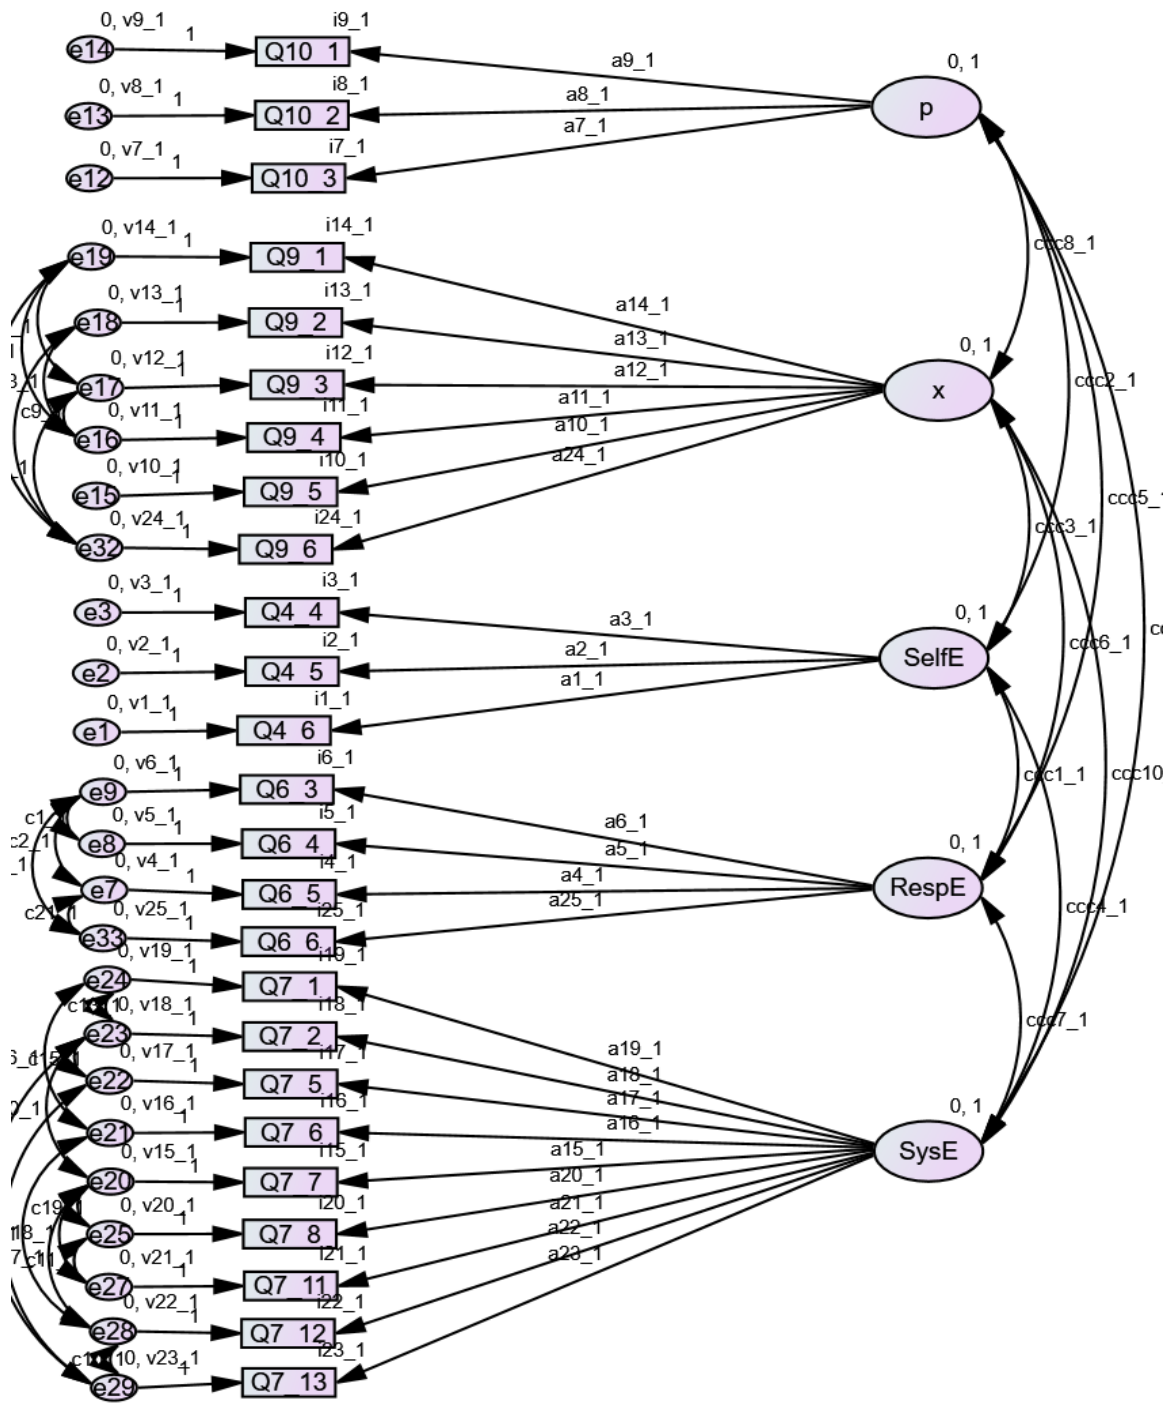 0, v9_1
i9_1
e14
1
Q10_1
a9_1
0, 1
p
0, v8_1
i8_1
e13
1
Q10_2
a8_1
0, v7_1
i7_1
e12
1
Q10_3
a7_1
0, v14_1
i14_1
e19
1
Q9_1
a14_1
ccc8_1
0, v13_1
i13_1
e18
1
Q9_2
a13_1
0, 1
x
0, v12_1
i12_1
e17
1
Q9_3
a12_1
ccc2_1
0, v11_1
i11_1
e16
1
Q9_4
a11_1
0, v10_1
i10_1
e15
1
Q9_5
a10_1
ccc5_1
0, v24_1
i24_1
e32
1
Q9_6
a24_1
ccc3_1
0, v3_1
i3_1
e3
1
Q4_4
a3_1
0, 1
SelfE
0, v2_1
i2_1
e2
1
Q4_5
a2_1
ccc6_1
0, v1_1
i1_1
e1
1
Q4_6
a1_1
0, v6_1
i6_1
e9
1
Q6_3
a6_1
ccc1_1
ccc10
0, v5_1
i5_1
e8
1
Q6_4
a5_1
0, 1
RespE
c2_1
0, v4_1
i4_1
e7
1
Q6_5
a4_1
c21_1
0, v25_1
i25_1
e33
1
Q6_6
a25_1
ccc4_1
0, v19_1
i19_1
e24
1
Q7_1
a19_1
ccc7_1
0, v18_1
i18_1
e23
1
Q7_2
a18_1
0, v17_1
i17_1
e22
1
Q7_5
a17_1
0, v16_1
i16_1
e21
1
Q7_6
a16_1
0, 1
SysE
0, v15_1
i15_1
e20
1
Q7_7
a15_1
c19_1
0, v20_1
i20_1
e25
1
Q7_8
a20_1
0, v21_1
i21_1
e27
1
Q7_11
a21_1
0, v22_1
i22_1
e28
1
Q7_12
a22_1
0, v23_1
i23_1
e29
1
Q7_13
a23_1